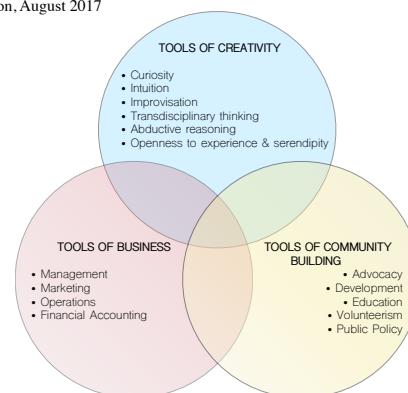 on, August 2017
TOOLS OF CREATIVITY
• Curiosity
• Intuition
• Improvisation
• Transdisciplinary thinking
• Abductive reasoning
• Openness to experience & serendipity
TOOLS OF BUSINESS
• Management
• Marketing
• Operations
• Financial Accounting
TOOLS OF COMMUNITY
BUILDING
• Advocacy
• Development
• Education
• Volunteerism
• Public Policy